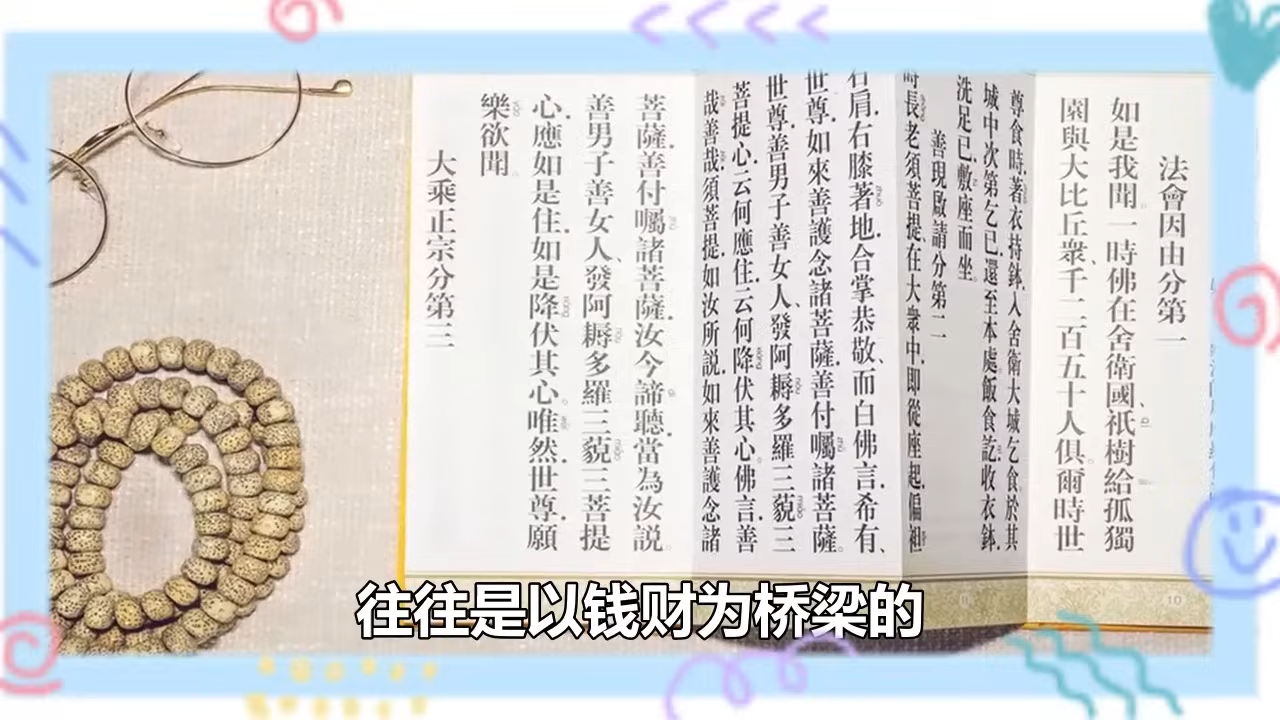 法會因由分第一
如是我聞。一時佛在舍衛國、祇樹給孤獨
園與大比丘衆、千二百五十人俱。爾時世
尊食時.著衣持鉢.入舍衛大城乞食於其
城中次第乞已.還至本處。飯食訖.收衣鉢.
洗足已.敷座而坐。
善現啟請分第二
時長老須菩提、在大衆中.即從座起.偏袒
右肩.右膝著地.合掌恭敬、而白佛言.希有、
世尊.如來善護念諸菩薩.善付囑諸菩薩。
世尊.善男子善女人、發阿耨多羅三藐三
菩提心.云何應住.云何降伏其心。佛言.善
哉善哉.須菩提.如汝所説.如來善護念諸
菩薩.善付囑諸菩薩.汝今諦聽.當為汝説。
善男子善女人、發阿耨多羅三藐三菩提
心.應如是住.如是降伏其心。唯然.世尊.願
樂欲聞。
大乘正宗分第三
10
往往是以钱财为桥梁的